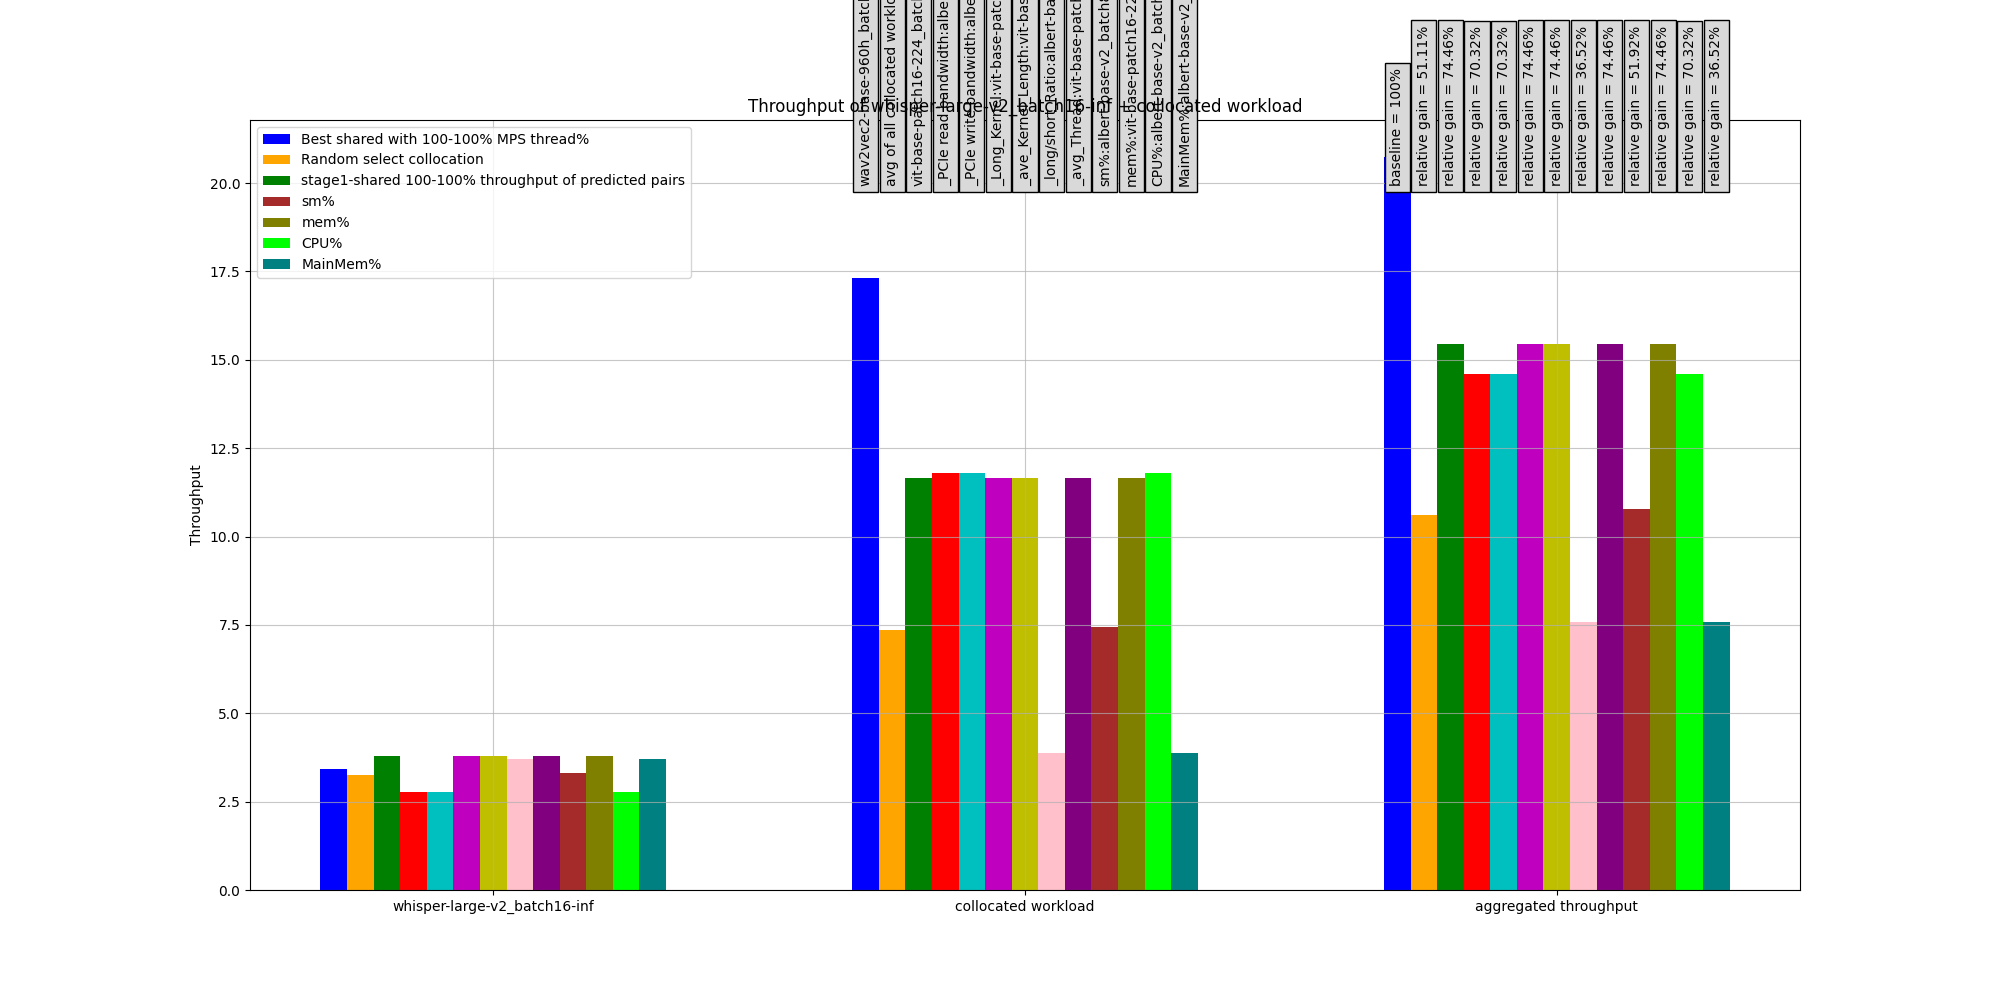 wav2vec2-base-960h_batch
avg of all collocated worklo
vit-base-patch16-224_batch
_PCIe read bandwidth:albe
_PCIe write bandwidth:albe
_Long_Kernel:vit-base-patc
_ave_Kernel_Length:vit-bas
_long/short_Ratio:albert-ba
_avg_Thread:vit-base-patch
sm%:albert-base-v2_batch8
mem%:vit-base-patch16-22
CPU%:albert-base-v2_batch
MainMem%:albert-base-v2_
baseline = 100%
relative gain = 51.11%
relative gain = 74.46%
relative gain = 70.32%
relative gain = 70.32%
relative gain = 74.46%
relative gain = 74.46%
relative gain = 36.52%
relative gain = 74.46%
relative gain = 51.92%
relative gain = 74.46%
relative gain = 70.32%
relative gain = 36.52%
Throughput of whisper-large-v2_batch16-inf + collocated workload
Best shared with 100-100% MPS thread%
Random select collocation
stage1-shared 100-100% throughput of predicted pairs
sm%
mem%
CPU%
MainMem%
Throughput
20.0
17.5
15.0
12.5
10.0
7.5
5.0
2.5
0.0
whisper-large-v2_batch16-inf
collocated workload
aggregated throughput